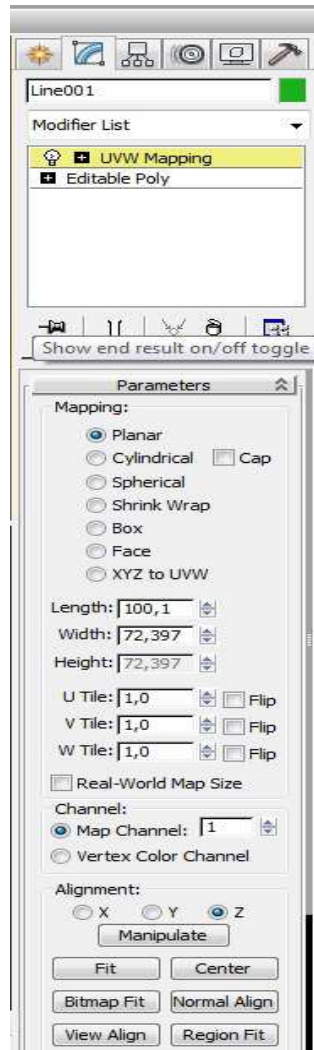 Line001
Modifier List
UVW Mapping
Editable Poly
Show end result on/off toggle
Parameters
Mapping:
Planar
Cylindrical Cap
Spherical
Shrink Wrap
Box
Face
XYZ to UVW
Length: 100,1
Width: 72,397
Height: 72,397
U Tile: 1,0 Flip
V Tile: 1,0 Flip
W Tile: 1,0 Flip
Real-World Map Size
Channel:
Map Channel: 1
Vertex Color Channel
Alignment:
X Y Z
Manipulate
Fit Center
Bitmap Fit Normal Align
View Align Region Fit